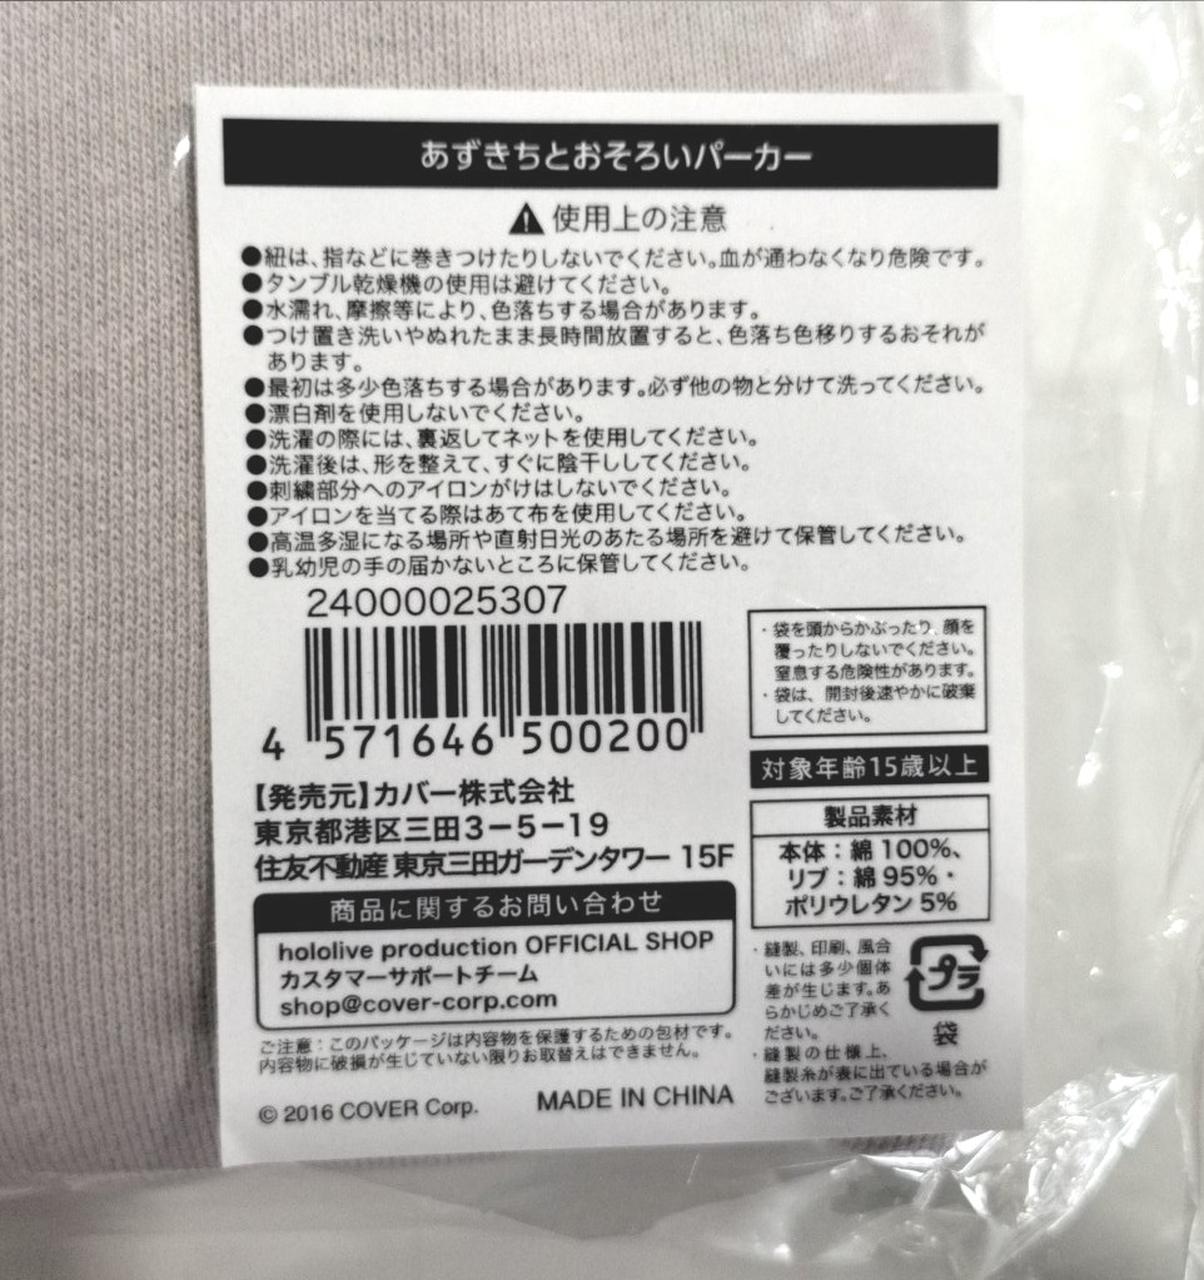 あずきちとおそろいパーカー
使用上の注意
●紐は、指などに巻きつけたりしないでください。血が通わなくなり危険です。
●タンブル乾燥機の使用は避けてください。
●水濡れ、摩擦等により、色落ちする場合があります。
●つけ置き洗いやぬれたまま長時間放置すると、色落ち色移りするおそれが
あります。
●最初は多少色落ちする場合があります。必ず他の物と分けて洗ってください。
●漂白剤を使用しないでください。
●洗濯の際には、裏返してネットを使用してください。
●洗濯後は、形を整えて、すぐに陰干ししてください。
●刺繍部分へのアイロンがけはしないでください。
●アイロンを当てる際はあて布を使用してください。
●高温多湿になる場所や直射日光のあたる場所を避けて保管してください。
●乳幼児の手の届かないところに保管してください。
24000025307
4 571646 500200
【発売元】カバー株式会社
東京都港区三田3−5−19
住友不動産 東京三田ガーデンタワー 15F
商品に関するお問い合わせ
hololive production OFFICIAL SHOP
カスタマーサポートチーム
shop@cover-corp.com
ご注意：このパッケージは内容物を保護するための包材です。
内容物に破損が生じていない限りお取替えはできません。
© 2016 COVER Corp.
MADE IN CHINA
・袋を頭からかぶったり、顔を
覆ったりしないでください。
窒息する危険性があります。
・袋は、開封後速やかに破棄
してください。
対象年齢15歳以上
製品素材
本体：綿 100%、
リブ：綿 95%・
ポリウレタン 5%
・縫製、印刷、風合
いには多少個体
差が生じます。あ
らかじめご了承く
ださい。
・縫製の仕様上、
縫製糸が表に出ている場合が
ございます。ご了承ください。
プラ
袋